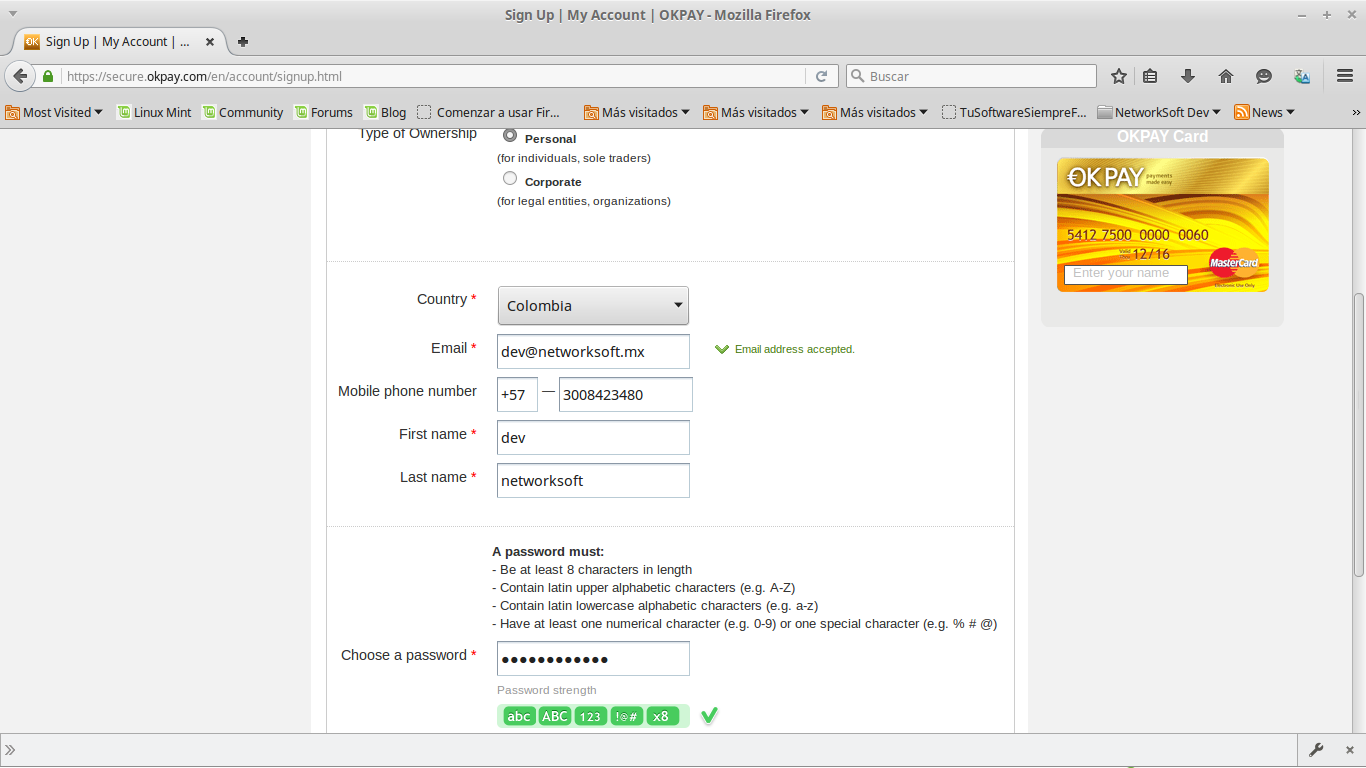 Sign Up | My Account | OKPAY - Mozilla Firefox
OK Sign Up | My Account | ...
https://secure.okpay.com/en/account/signup.html
Buscar
Most Visited
Linux Mint
Community
Forums
Blog
Comenzar a usar Fir...
Más visitados
Más visitados
Más visitados
TuSoftwareSiempreF...
NetworkSoft Dev
News
»
Type of Ownership
Personal
(for individuals, sole traders)
Corporate
(for legal entities, organizations)
OKPAY Card
€OKPAY payments made easy
5412 7500 0000 0060
Valid Thru 12/16
Enter your name
MasterCard
Electronic Use Only
Country * Colombia
Email * dev@networksoft.mx Email address accepted.
Mobile phone number +57 — 3008423480
First name * dev
Last name * networksoft
A password must:
- Be at least 8 characters in length
- Contain latin upper alphabetic characters (e.g. A-Z)
- Contain latin lowercase alphabetic characters (e.g. a-z)
- Have at least one numerical character (e.g. 0-9) or one special character (e.g. % # @)
Choose a password * ●●●●●●●●●●●●
Password strength
abc ABC 123 !@# x8